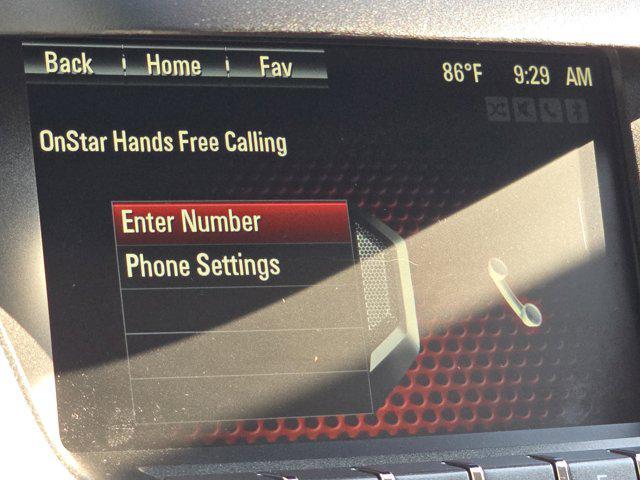 Back Home Fav 86°F 9:29 AM
OnStar Hands Free Calling
Enter Number
Phone Settings